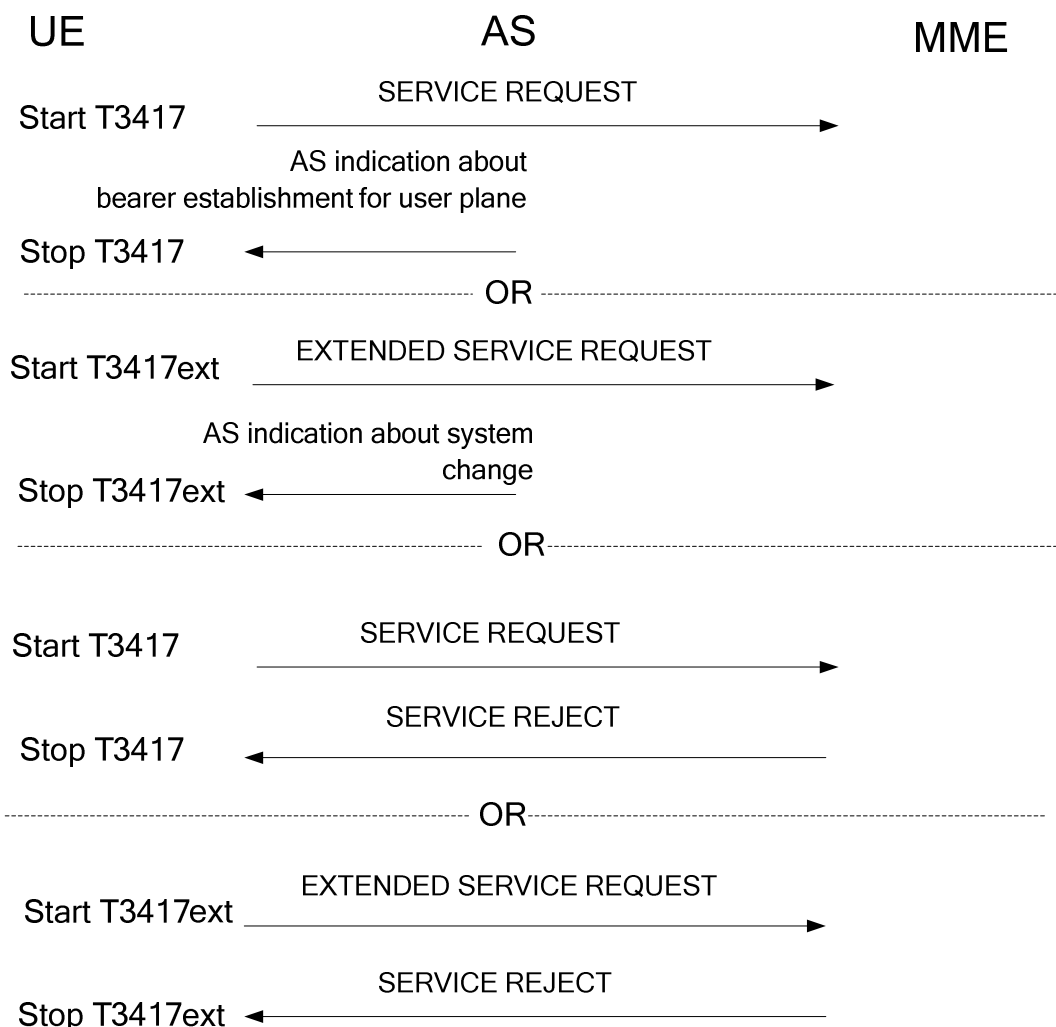 UE AS MME
SERVICE REQUEST
Start T3417
AS indication about
bearer establishment for user plane
Stop T3417
OR
EXTENDED SERVICE REQUEST
Start T3417ext
AS indication about system
change
Stop T3417ext
OR
SERVICE REQUEST
Start T3417
SERVICE REJECT
Stop T3417
OR
EXTENDED SERVICE REQUEST
Start T3417ext
SERVICE REJECT
Stop T3417ext